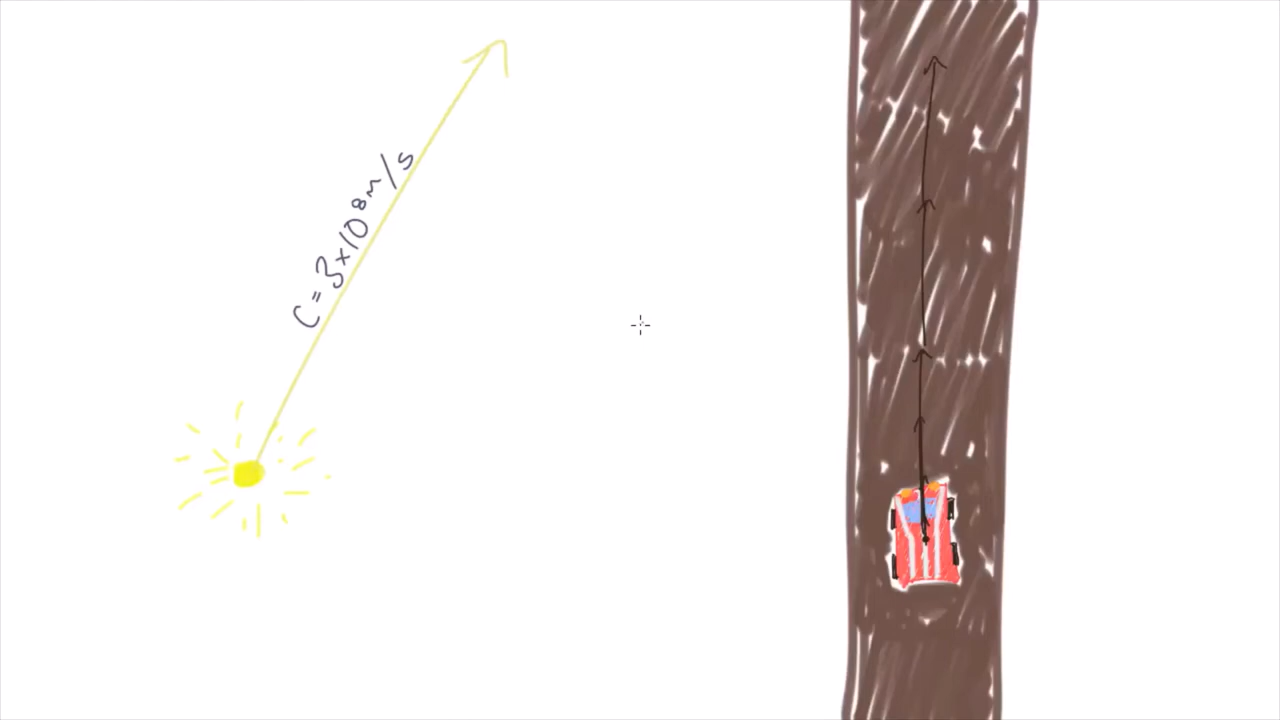 C = 3×10⁸ m/s